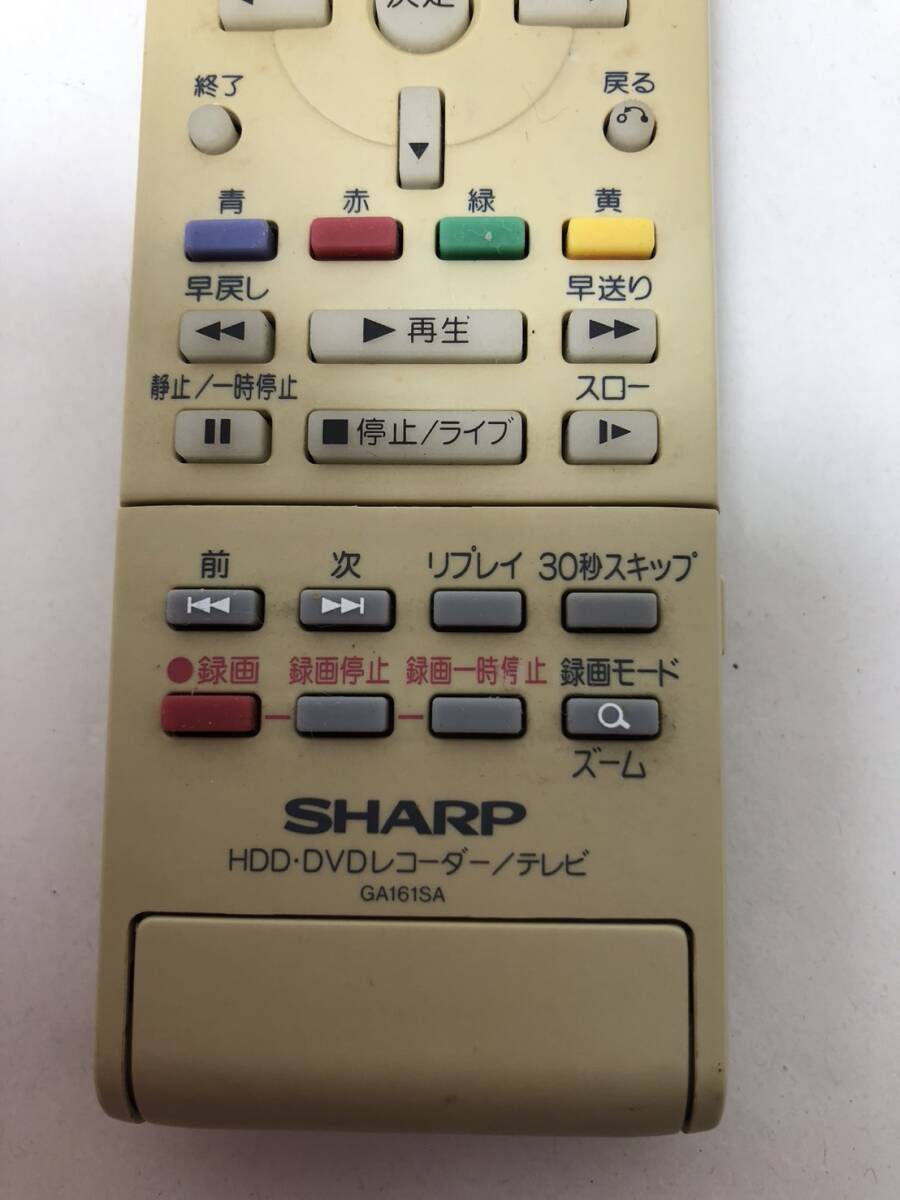 決定
終了 戻る
青 赤 緑 黄
早戻し 早送り
再生
静止/一時停止 スロー
停止/ライブ
前 次 リプレイ 30秒スキップ
●録画 録画停止 録画一時停止 録画モード
ズーム
SHARP
HDD・DVDレコーダー/テレビ
GA161SA